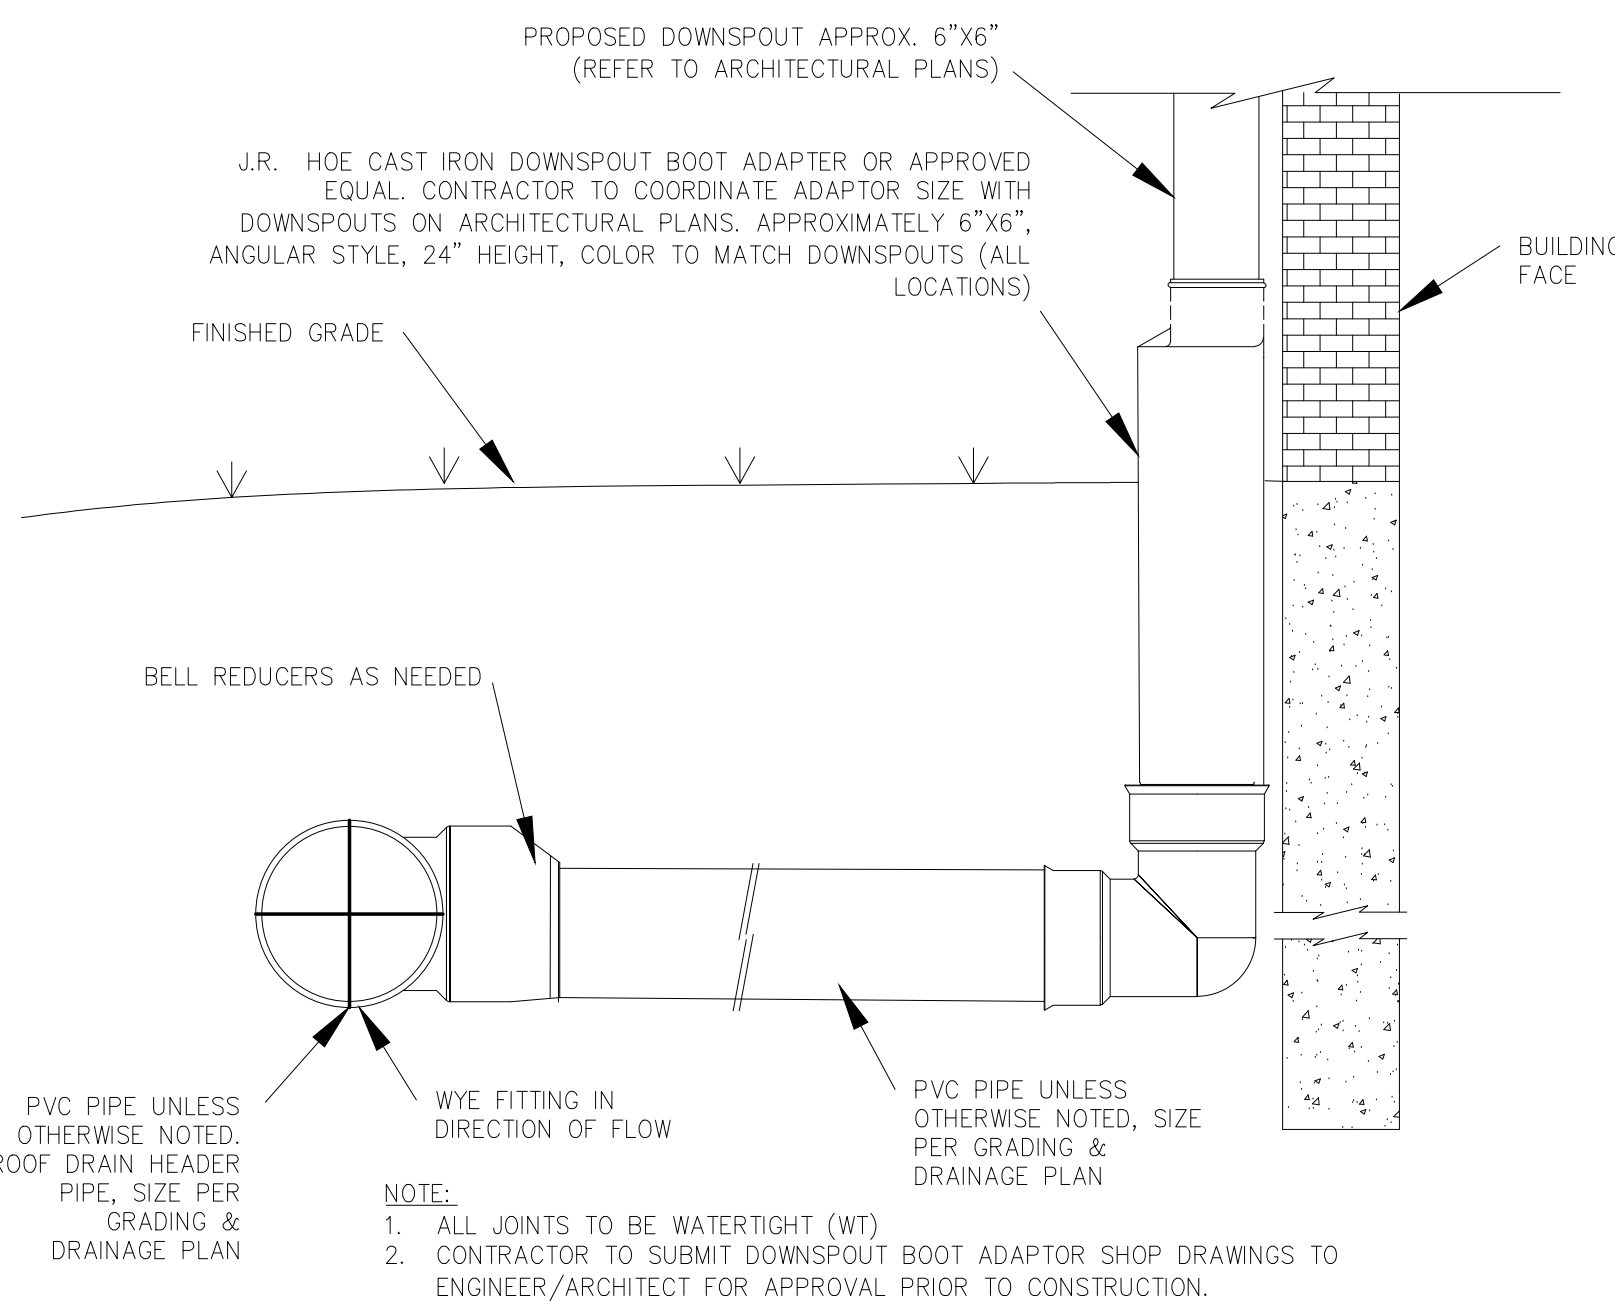 PROPOSED DOWNSPOUT APPROX. 6”X6”
(REFER TO ARCHITECTURAL PLANS)
J.R. HOE CAST IRON DOWNSPOUT BOOT ADAPTER OR APPROVED
EQUAL. CONTRACTOR TO COORDINATE ADAPTOR SIZE WITH
DOWNSPOUTS ON ARCHITECTURAL PLANS. APPROXIMATELY 6”X6”,
ANGULAR STYLE, 24” HEIGHT, COLOR TO MATCH DOWNSPOUTS (ALL
LOCATIONS)
BUILDING
FACE
FINISHED GRADE
BELL REDUCERS AS NEEDED
PVC PIPE UNLESS
OTHERWISE NOTED.
ROOF DRAIN HEADER
PIPE, SIZE PER
GRADING &
DRAINAGE PLAN
WYE FITTING IN
DIRECTION OF FLOW
PVC PIPE UNLESS
OTHERWISE NOTED, SIZE
PER GRADING &
DRAINAGE PLAN
NOTE:
1. ALL JOINTS TO BE WATERTIGHT (WT)
2. CONTRACTOR TO SUBMIT DOWNSPOUT BOOT ADAPTOR SHOP DRAWINGS TO
ENGINEER/ARCHITECT FOR APPROVAL PRIOR TO CONSTRUCTION.